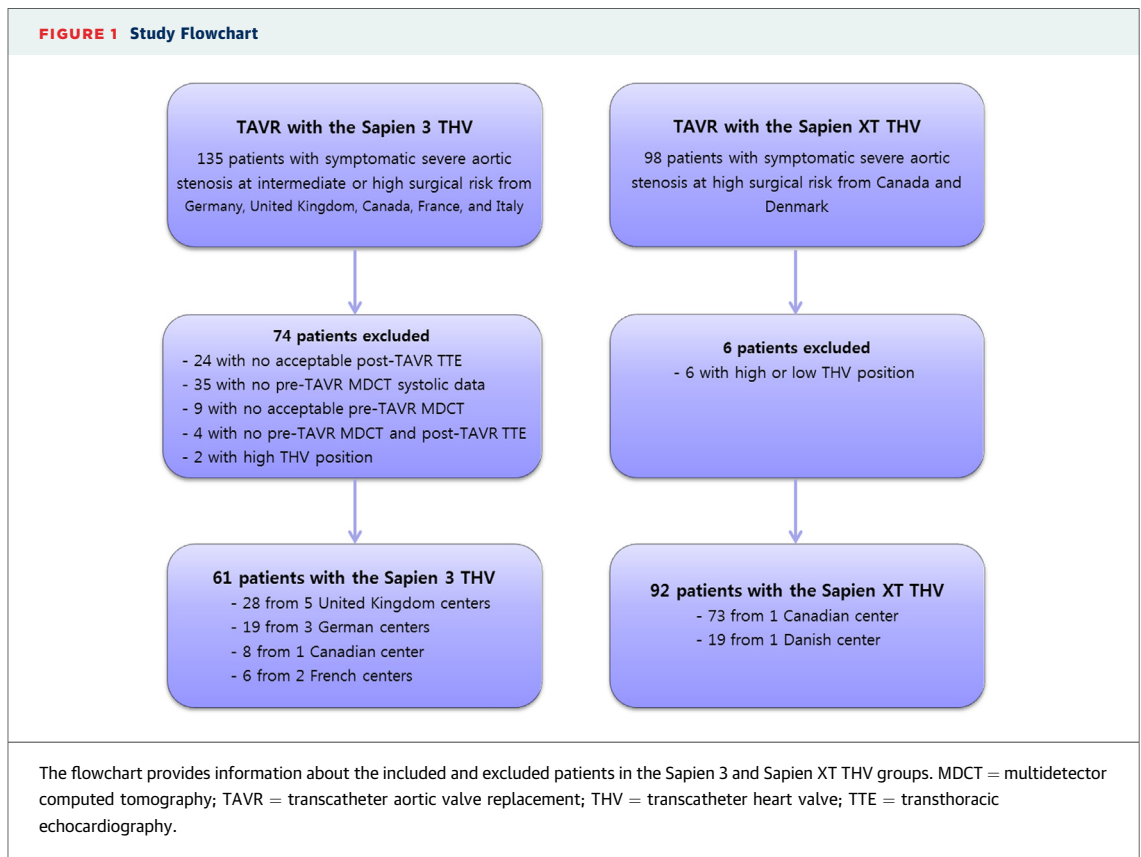 FIGURE 1 Study Flowchart
TAVR with the Sapien 3 THV
135 patients with symptomatic severe aortic
stenosis at intermediate or high surgical risk from
Germany, United Kingdom, Canada, France, and Italy
TAVR with the Sapien XT THV
98 patients with symptomatic severe aortic
stenosis at high surgical risk from Canada and
Denmark
74 patients excluded
- 24 with no acceptable post-TAVR TTE
- 35 with no pre-TAVR MDCT systolic data
- 9 with no acceptable pre-TAVR MDCT
- 4 with no pre-TAVR MDCT and post-TAVR TTE
- 2 with high THV position
6 patients excluded
- 6 with high or low THV position
61 patients with the Sapien 3 THV
- 28 from 5 United Kingdom centers
- 19 from 3 German centers
- 8 from 1 Canadian center
- 6 from 2 French centers
92 patients with the Sapien XT THV
- 73 from 1 Canadian center
- 19 from 1 Danish center
The flowchart provides information about the included and excluded patients in the Sapien 3 and Sapien XT THV groups. MDCT = multidetector
computed tomography; TAVR = transcatheter aortic valve replacement; THV = transcatheter heart valve; TTE = transthoracic
echocardiography.